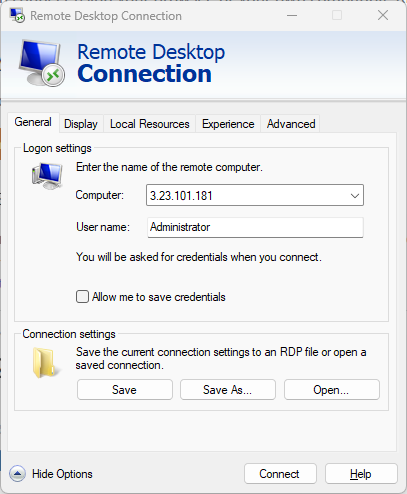 Remote Desktop Connection
Remote Desktop
Connection
General Display Local Resources Experience Advanced
Logon settings
Enter the name of the remote computer.
Computer: 3.23.101.181
User name: Administrator
You will be asked for credentials when you connect.
Allow me to save credentials
Connection settings
Save the current connection settings to an RDP file or open a
saved connection.
Save Save As... Open...
Hide Options Connect Help